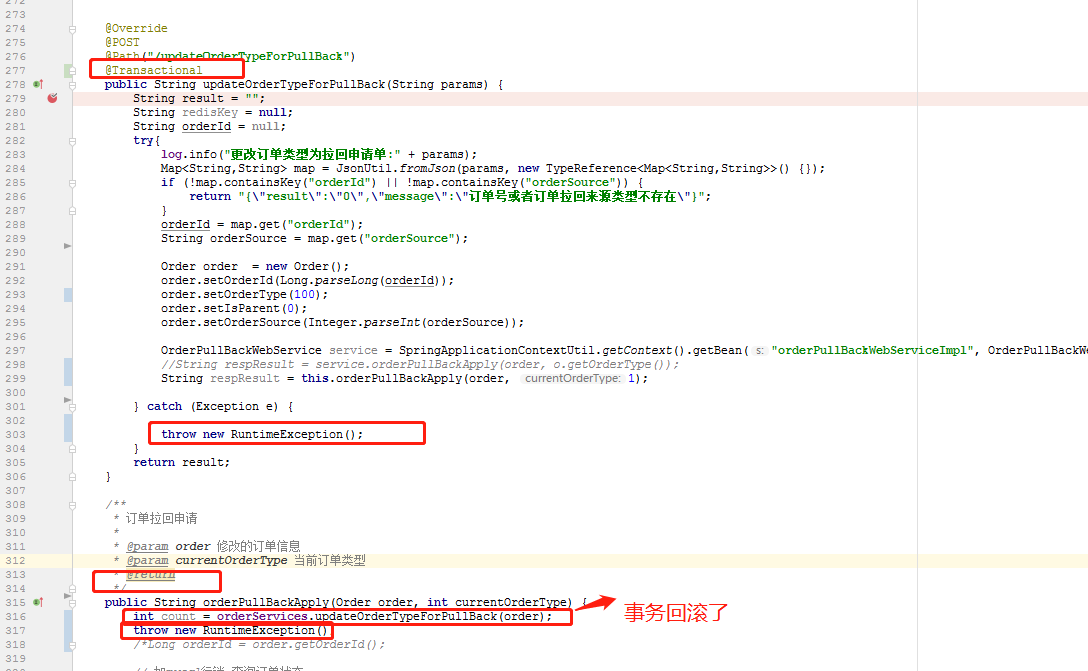 272
273
274 @Override
275 @POST
276 @Path("/updateOrderTypeForPullBack")
277 @Transactional
278 public String updateOrderTypeForPullBack(String params) {
279 String result = "";
280 String redisKey = null;
281 String orderId = null;
282 try{
283 log.info("更改订单类型为拉回申请单:" + params);
284 Map<String,String> map = JsonUtil.fromJson(params, new TypeReference<Map<String,String>>() {});
285 if (!map.containsKey("orderId") || !map.containsKey("orderSource")) {
286 return "{\"result\":\"0\",\"message\":\"订单号或者订单拉回来源类型不存在\"}";
287 }
288 orderId = map.get("orderId");
289 String orderSource = map.get("orderSource");
290
291 Order order = new Order();
292 order.setOrderId(Long.parseLong(orderId));
293 order.setOrderType(100);
294 order.setIsParent(0);
295 order.setOrderSource(Integer.parseInt(orderSource));
296
297 OrderPullBackWebService service = SpringApplicationContextUtil.getContext().getBean( s: "orderPullBackWebServiceImpl", OrderPullBackWe
298 //String respResult = service.orderPullBackApply(order, o.getOrderType());
299 String respResult = this.orderPullBackApply(order, currentOrderType: 1);
300
301 } catch (Exception e) {
302
303 throw new RuntimeException();
304 }
305 return result;
306 }
307
308 /**
309 * 订单拉回申请
310 *
311 * @param order 修改的订单信息
312 * @param currentOrderType 当前订单类型
313 * @return
314 */
315 public String orderPullBackApply(Order order, int currentOrderType) {
316 int count = orderServices.updateOrderTypeForPullBack(order);
事务回滚了
317 throw new RuntimeException()
318 /*Long orderId = order.getOrderId();
319